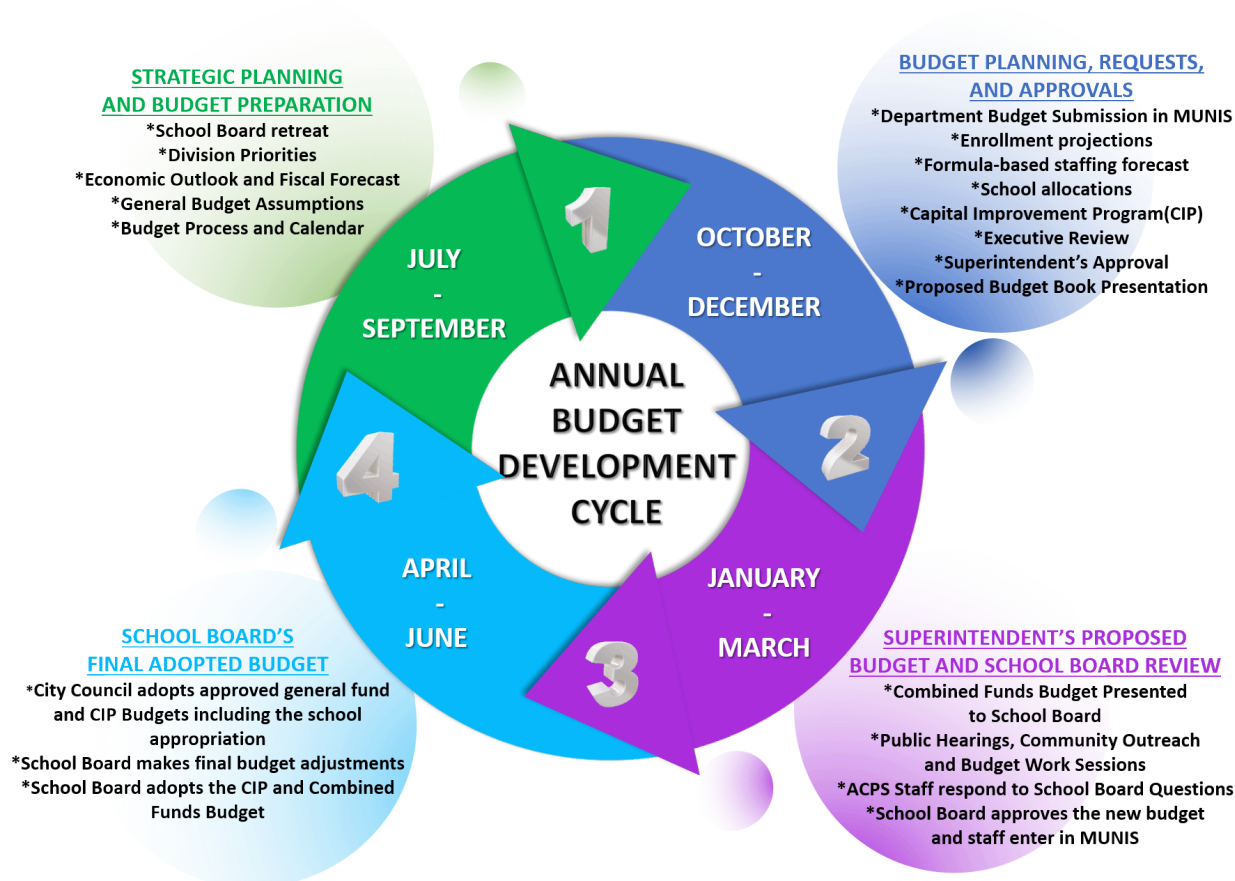 STRATEGIC PLANNING
AND BUDGET PREPARATION
*School Board retreat
*Division Priorities
*Economic Outlook and Fiscal Forecast
*General Budget Assumptions
*Budget Process and Calendar
BUDGET PLANNING, REQUESTS,
AND APPROVALS
*Department Budget Submission in MUNIS
*Enrollment projections
*Formula-based staffing forecast
*School allocations
*Capital Improvement Program(CIP)
*Executive Review
*Superintendent's Approval
*Proposed Budget Book Presentation
1
JULY
-
SEPTEMBER
OCTOBER
-
DECEMBER
ANNUAL
BUDGET
DEVELOPMENT
CYCLE
2
4
APRIL
-
JUNE
JANUARY
-
MARCH
3
SCHOOL BOARD'S
FINAL ADOPTED BUDGET
*City Council adopts approved general fund
and CIP Budgets including the school
appropriation
*School Board makes final budget adjustments
*School Board adopts the CIP and Combined
Funds Budget
SUPERINTENDENT'S PROPOSED
BUDGET AND SCHOOL BOARD REVIEW
*Combined Funds Budget Presented
to School Board
*Public Hearings, Community Outreach
and Budget Work Sessions
*ACPS Staff respond to School Board Questions
*School Board approves the new budget
and staff enter in MUNIS